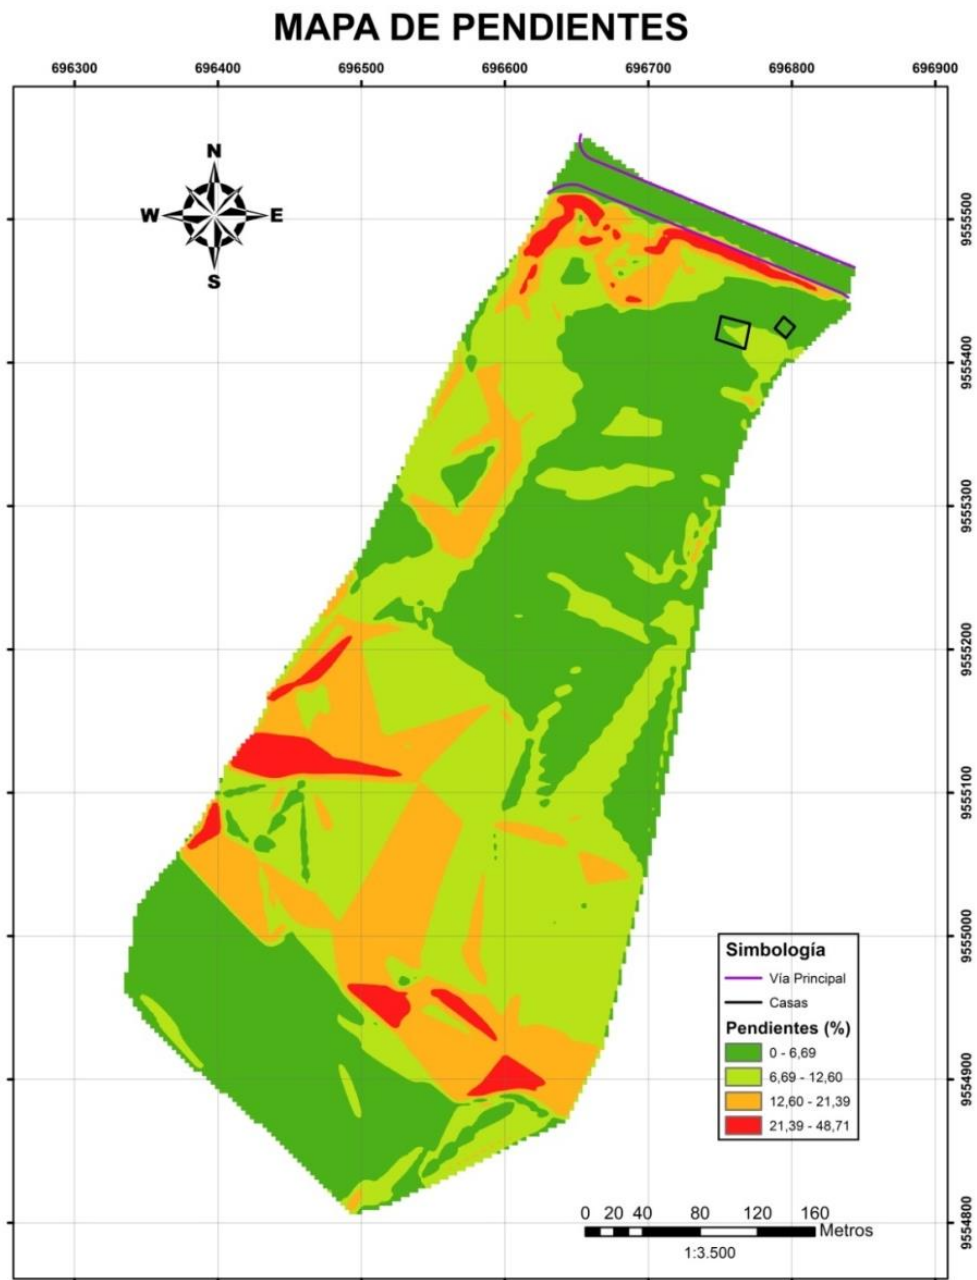 MAPA DE PENDIENTES
696300 696400 696500 696600 696700 696800 696900
N
W E
S
9555500
9555400
9555300
9555200
9555100
9555000
9554900
9554800
Simbología
Vía Principal
Casas
Pendientes (%)
0 - 6,69
6,69 - 12,60
12,60 - 21,39
21,39 - 48,71
0 20 40 80 120 160
Metros
1:3.500